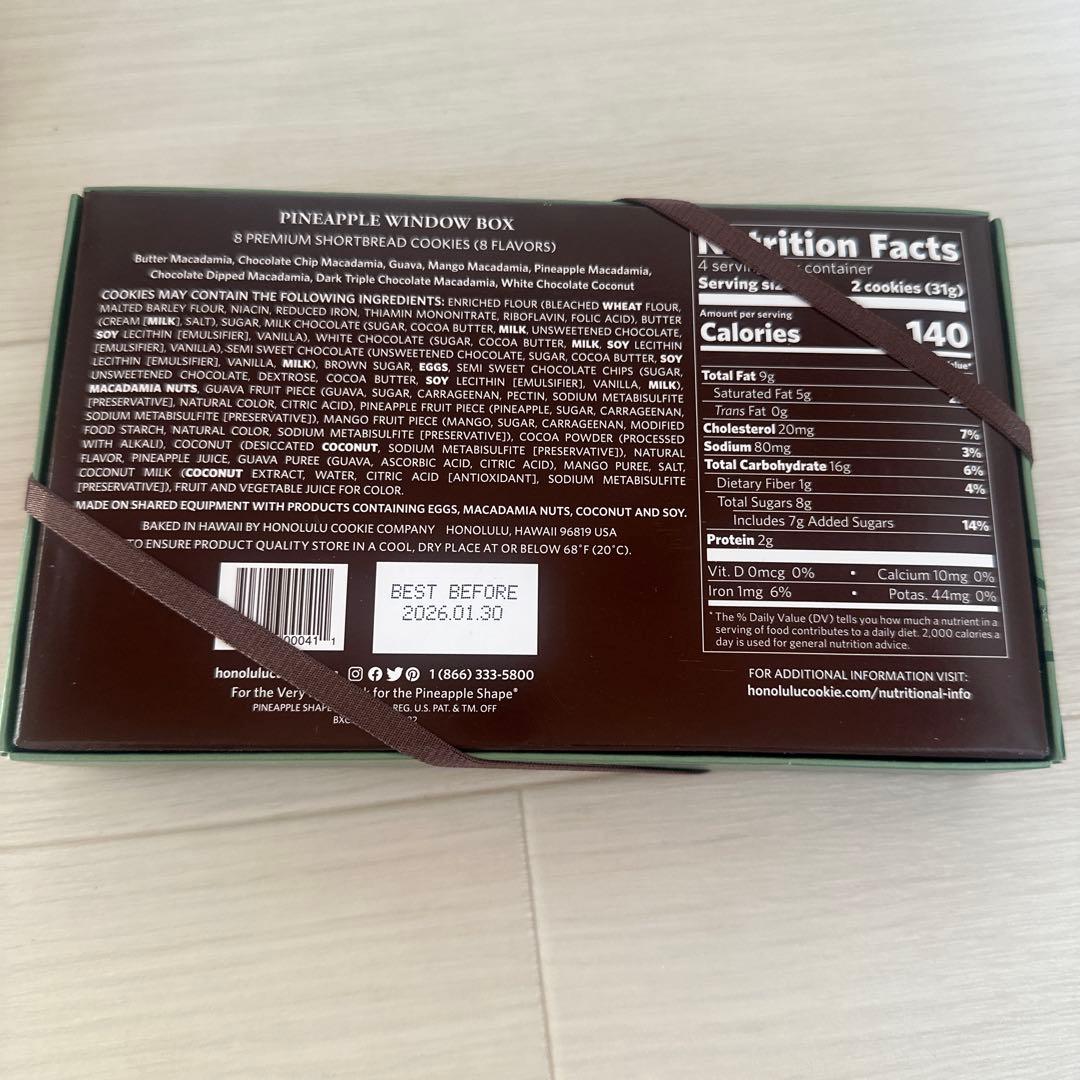 PINEAPPLE WINDOW BOX
8 PREMIUM SHORTBREAD COOKIES (8 FLAVORS)
Butter Macadamia, Chocolate Chip Macadamia, Guava, Mango Macadamia, Pineapple Macadamia,
Chocolate Dipped Macadamia, Dark Triple Chocolate Macadamia, White Chocolate Coconut
COOKIES MAY CONTAIN THE FOLLOWING INGREDIENTS: ENRICHED FLOUR (BLEACHED WHEAT FLOUR,
MALTED BARLEY FLOUR, NIACIN, REDUCED IRON, THIAMIN MONONITRATE, RIBOFLAVIN, FOLIC ACID), BUTTER
(CREAM [MILK], SALT), SUGAR, MILK CHOCOLATE (SUGAR, COCOA BUTTER, MILK, UNSWEETENED CHOCOLATE,
SOY LECITHIN [EMULSIFIER], VANILLA), WHITE CHOCOLATE (SUGAR, COCOA BUTTER, MILK, SOY LECITHIN
[EMULSIFIER], VANILLA), SEMI SWEET CHOCOLATE (UNSWEETENED CHOCOLATE, SUGAR, COCOA BUTTER, SOY
LECITHIN [EMULSIFIER], VANILLA, MILK), BROWN SUGAR, EGGS, SEMI SWEET CHOCOLATE CHIPS (SUGAR,
UNSWEETENED CHOCOLATE, DEXTROSE, COCOA BUTTER, SOY LECITHIN [EMULSIFIER], VANILLA, MILK),
MACADAMIA NUTS, GUAVA FRUIT PIECE (GUAVA, SUGAR, CARRAGEENAN, PECTIN, SODIUM METABISULFITE
[PRESERVATIVE], NATURAL COLOR, CITRIC ACID), PINEAPPLE FRUIT PIECE (PINEAPPLE, SUGAR, CARRAGEENAN,
SODIUM METABISULFITE [PRESERVATIVE]), MANGO FRUIT PIECE (MANGO, SUGAR, CARRAGEENAN, MODIFIED
FOOD STARCH, NATURAL COLOR, SODIUM METABISULFITE [PRESERVATIVE]), COCOA POWDER (PROCESSED
WITH ALKALI), COCONUT (DESICCATED COCONUT, SODIUM METABISULFITE [PRESERVATIVE]), NATURAL
FLAVOR, PINEAPPLE JUICE, GUAVA PUREE (GUAVA, ASCORBIC ACID, CITRIC ACID), MANGO PUREE, SALT,
COCONUT MILK (COCONUT EXTRACT, WATER, CITRIC ACID [ANTIOXIDANT], SODIUM METABISULFITE
[PRESERVATIVE]), FRUIT AND VEGETABLE JUICE FOR COLOR.
MADE ON SHARED EQUIPMENT WITH PRODUCTS CONTAINING EGGS, MACADAMIA NUTS, COCONUT AND SOY.
BAKED IN HAWAII BY HONOLULU COOKIE COMPANY HONOLULU, HAWAII 96819 USA
TO ENSURE PRODUCT QUALITY STORE IN A COOL, DRY PLACE AT OR BELOW 68°F (20°C).
00041 1
BEST BEFORE
2026.01.30
1 (866) 333-5800
For the Very for the Pineapple Shape®
PINEAPPLE REG. U.S. PAT. & TM. OFF
Nutrition Facts
4 container
Serving 2 cookies (31g)
Amount per serving
Calories 140
Total Fat 9g
Saturated Fat 5g
Trans Fat 0g
Cholesterol 20mg 7%
Sodium 80mg 3%
Total Carbohydrate 16g 6%
Dietary Fiber 1g 4%
Total Sugars 8g
Includes 7g Added Sugars 14%
Protein 2g
Vit. D 0mcg 0% • Calcium 10mg 0%
Iron 1mg 6% • Potas. 44mg 0%
*The % Daily Value (DV) tells you how much a nutrient in a
serving of food contributes to a daily diet. 2,000 calories a
day is used for general nutrition advice.
FOR ADDITIONAL INFORMATION VISIT:
honolulucookie.com/nutritional-info